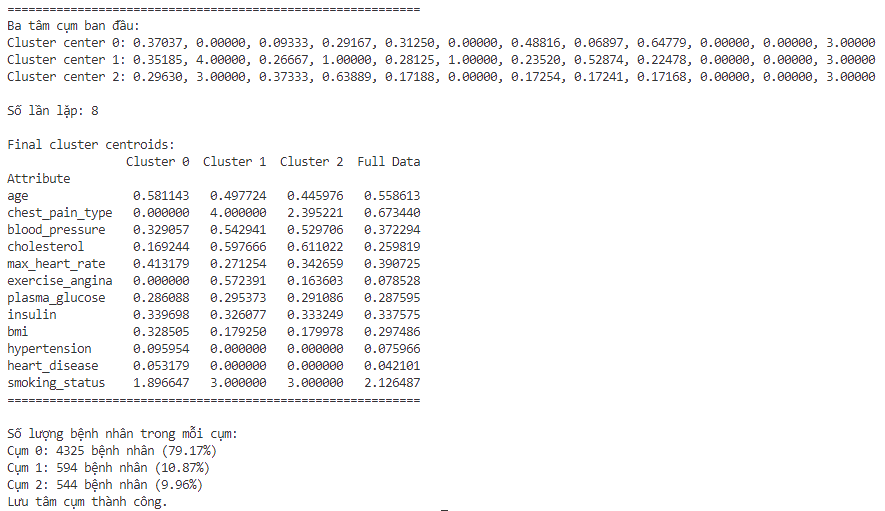 ============================================================
Ba tâm cụm ban đầu:
Cluster center 0: 0.37037, 0.00000, 0.09333, 0.29167, 0.31250, 0.00000, 0.48816, 0.06897, 0.64779, 0.00000, 0.00000, 3.00000
Cluster center 1: 0.35185, 4.00000, 0.26667, 1.00000, 0.28125, 1.00000, 0.23520, 0.52874, 0.22478, 0.00000, 0.00000, 3.00000
Cluster center 2: 0.29630, 3.00000, 0.37333, 0.63889, 0.17188, 0.00000, 0.17254, 0.17241, 0.17168, 0.00000, 0.00000, 3.00000
Số lần lặp: 8
Final cluster centroids:
Cluster 0 Cluster 1 Cluster 2 Full Data
Attribute
age 0.581143 0.497724 0.445976 0.558613
chest_pain_type 0.000000 4.000000 2.395221 0.673440
blood_pressure 0.329057 0.542941 0.529706 0.372294
cholesterol 0.169244 0.597666 0.611022 0.259819
max_heart_rate 0.413179 0.271254 0.342659 0.390725
exercise_angina 0.000000 0.572391 0.163603 0.078528
plasma_glucose 0.286088 0.295373 0.291086 0.287595
insulin 0.339698 0.326077 0.333249 0.337575
bmi 0.328505 0.179250 0.179978 0.297486
hypertension 0.095954 0.000000 0.000000 0.075966
heart_disease 0.053179 0.000000 0.000000 0.042101
smoking_status 1.896647 3.000000 3.000000 2.126487
============================================================
Số lượng bệnh nhân trong mỗi cụm:
Cụm 0: 4325 bệnh nhân (79.17%)
Cụm 1: 594 bệnh nhân (10.87%)
Cụm 2: 544 bệnh nhân (9.96%)
Lưu tâm cụm thành công.